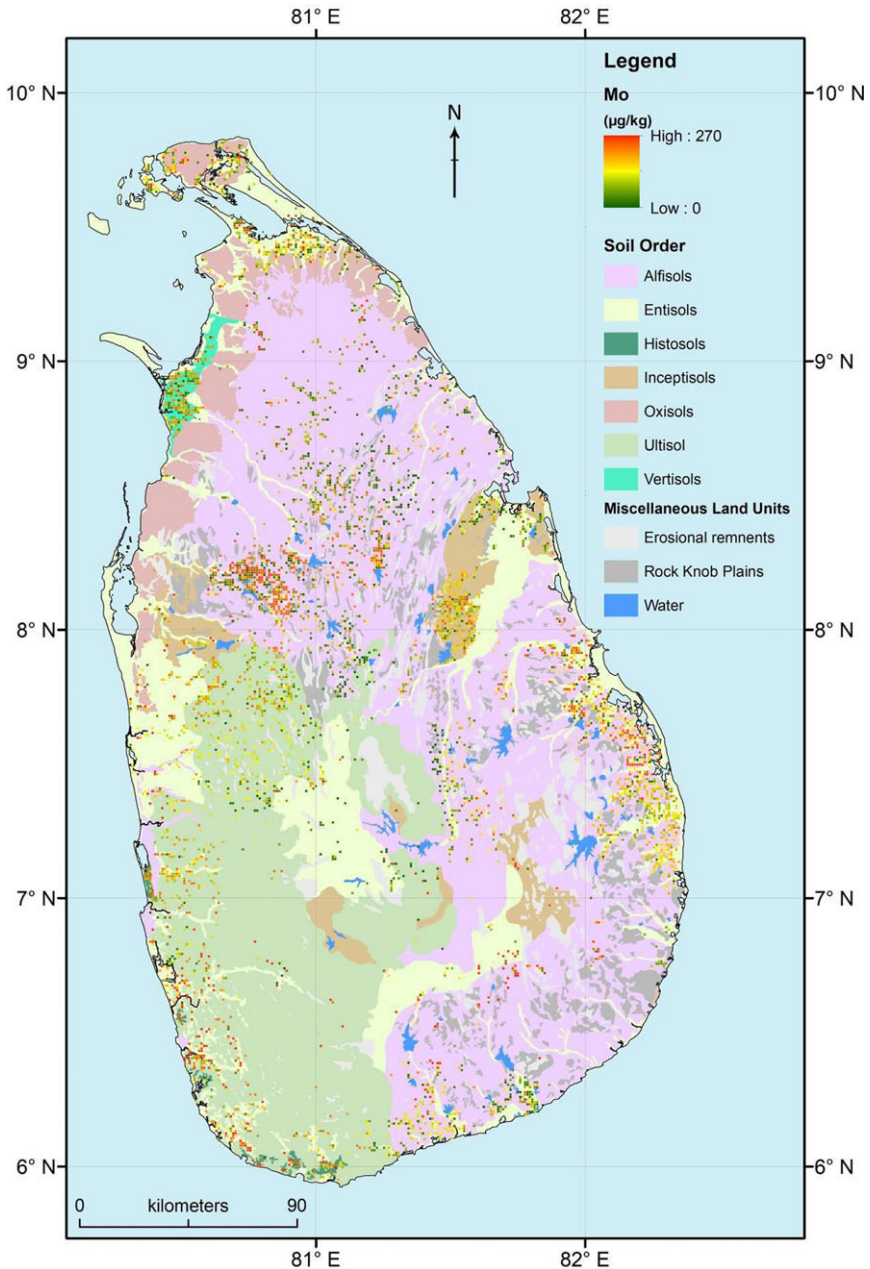 81° E 82° E
10° N 10° N
Legend
Mo
(µg/kg)
High : 270
Low : 0
N
Soil Order
Alfisols
Entisols
Histosols
Inceptisols
Oxisols
Ultisol
Vertisols
Miscellaneous Land Units
Erosional remnents
Rock Knob Plains
Water
9° N 9° N
8° N 8° N
7° N 7° N
6° N 6° N
0 kilometers 90
81° E 82° E